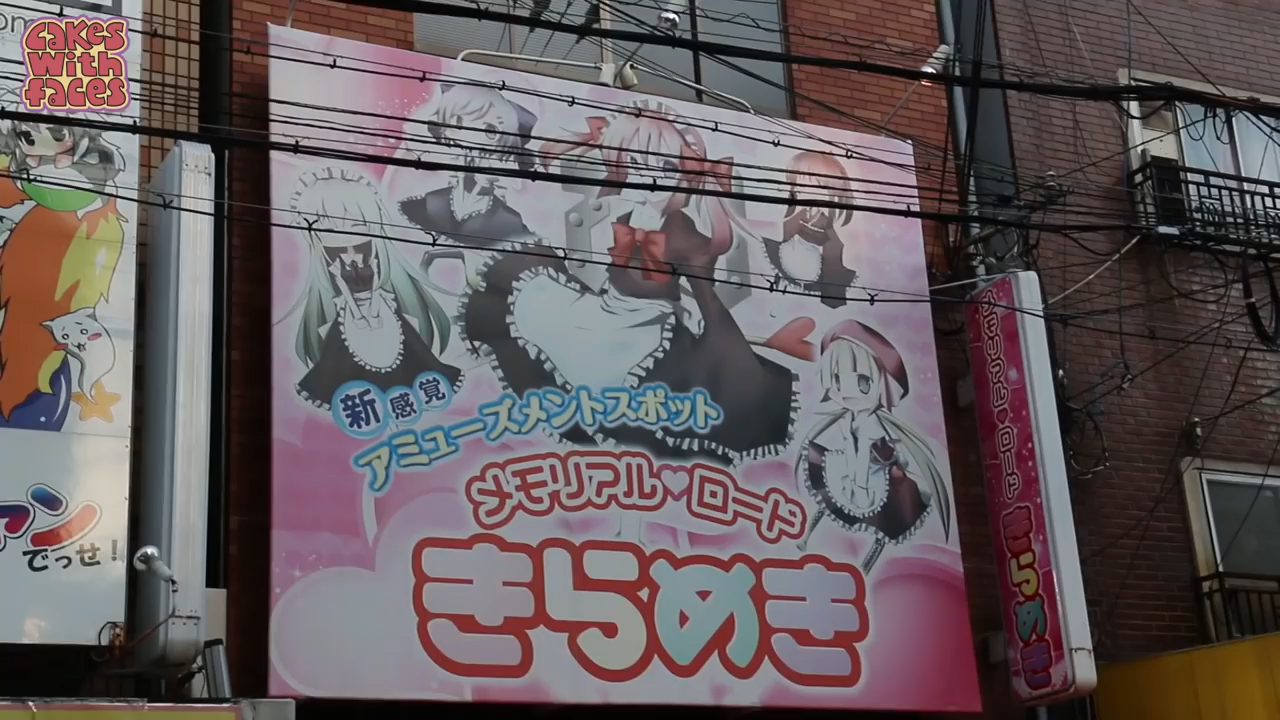 Cakes
With
faces
新感覚
アミューズメントスポット
メモリアル♥ロード
きらめき
でっせ!
メモリアル♥ロード きらめき